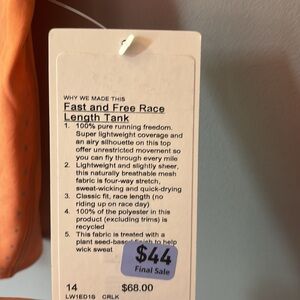 WHY WE MADE THIS
Fast and Free Race
Length Tank
1. 100% pure running freedom.
Super lightweight coverage and
an airy silhouette on this top
offer unrestricted movement so
you can fly through every mile
2. Lightweight and slightly sheer,
this naturally breathable mesh
fabric is four-way stretch,
sweat-wicking and quick-drying
3. Classic fit, race length (no
riding up on race day)
4. 100% of the polyester in this
product (excluding trims) is
recycled
5. This fabric is treated with a
plant seed-based finish to help
wick sweat
$44
Final Sale
14 $68.00
LW1ED1S CRLK